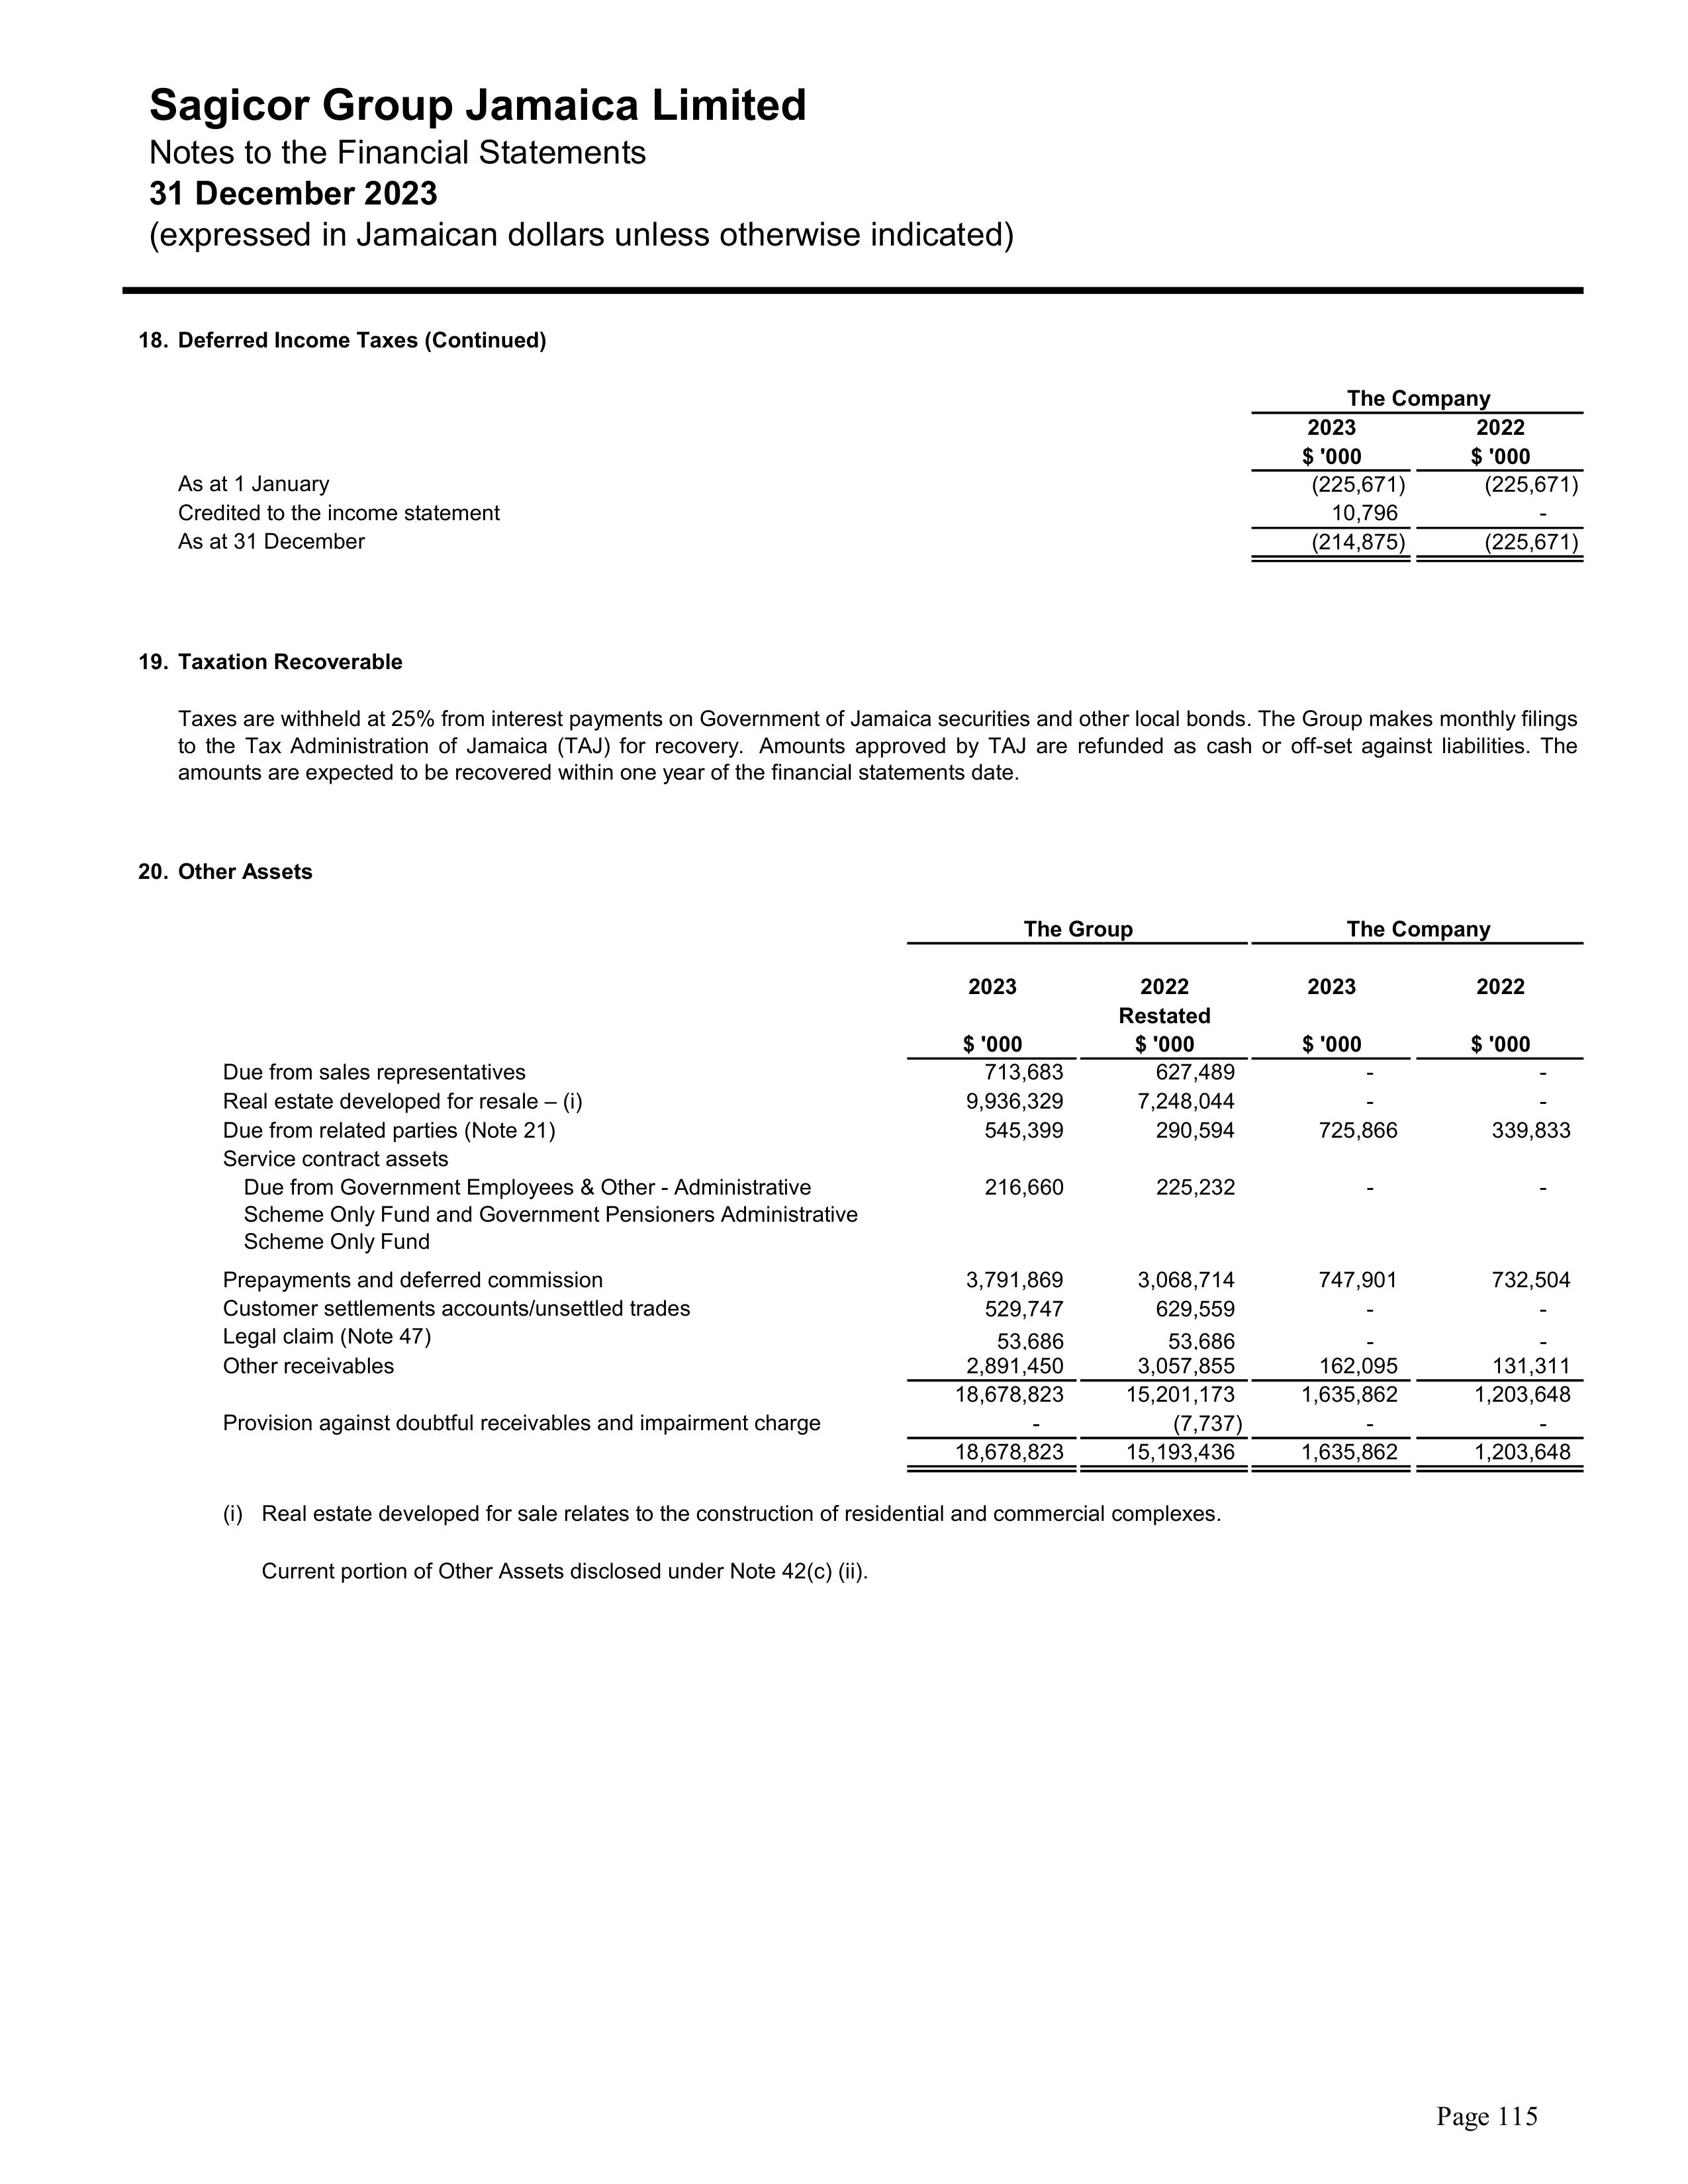 Sagicor Group Jamaica Limited
Notes to the Financial Statements
31 December 2023
(expressed in Jamaican dollars unless otherwise indicated)
18. Deferred Income Taxes (Continued)
The Company
2023 2022
$ '000 $ '000
As at 1 January (225,671) (225,671)
Credited to the income statement 10,796 -
As at 31 December (214,875) (225,671)
19. Taxation Recoverable
Taxes are withheld at 25% from interest payments on Government of Jamaica securities and other local bonds. The Group makes monthly filings
to the Tax Administration of Jamaica (TAJ) for recovery. Amounts approved by TAJ are refunded as cash or off-set against liabilities. The
amounts are expected to be recovered within one year of the financial statements date.
20. Other Assets
The Group The Company
2023 2022 2023 2022
Restated
$ '000 $ '000 $ '000 $ '000
Due from sales representatives 713,683 627,489 - -
Real estate developed for resale – (i) 9,936,329 7,248,044 - -
Due from related parties (Note 21) 545,399 290,594 725,866 339,833
Service contract assets
Due from Government Employees & Other - Administrative 216,660 225,232 - -
Scheme Only Fund and Government Pensioners Administrative
Scheme Only Fund
Prepayments and deferred commission 3,791,869 3,068,714 747,901 732,504
Customer settlements accounts/unsettled trades 529,747 629,559 - -
Legal claim (Note 47) 53,686 53,686 - -
Other receivables 2,891,450 3,057,855 162,095 131,311
18,678,823 15,201,173 1,635,862 1,203,648
Provision against doubtful receivables and impairment charge - (7,737) - -
18,678,823 15,193,436 1,635,862 1,203,648
(i) Real estate developed for sale relates to the construction of residential and commercial complexes.
Current portion of Other Assets disclosed under Note 42(c) (ii).
Page 115